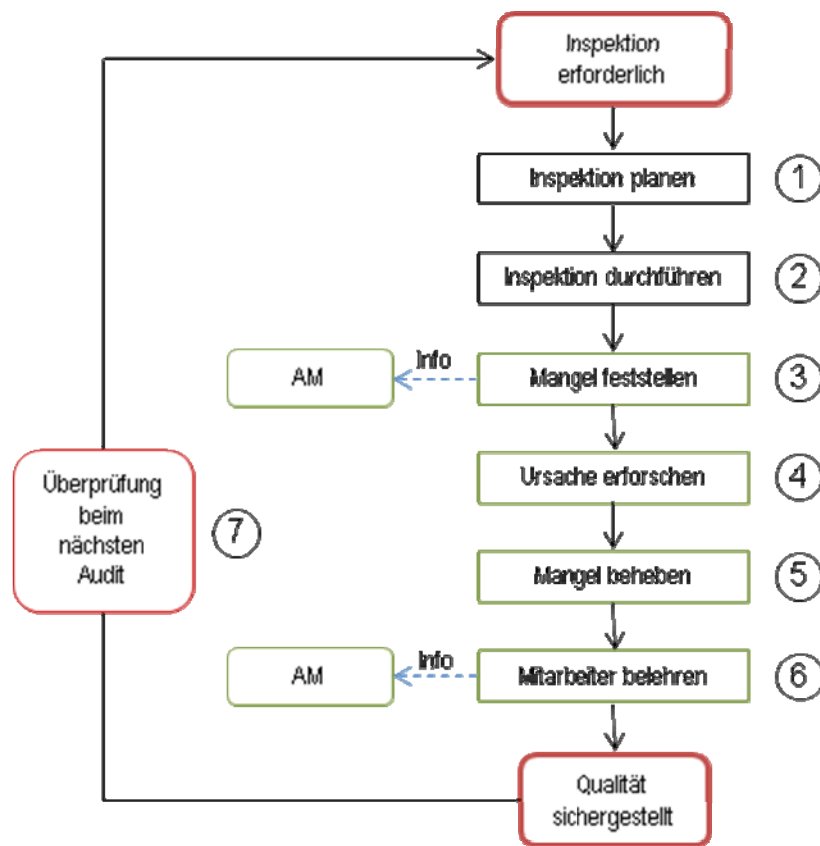 Inspektion
erforderlich
Inspektion planen
1
Inspektion durchführen
2
AM
Info
Mangel feststellen
3
Ursache erforschen
4
Überprüfung
beim
nächsten
Audit
7
Mangel beheben
5
AM
Info
Mitarbeiter belehren
6
Qualität
sichergestellt